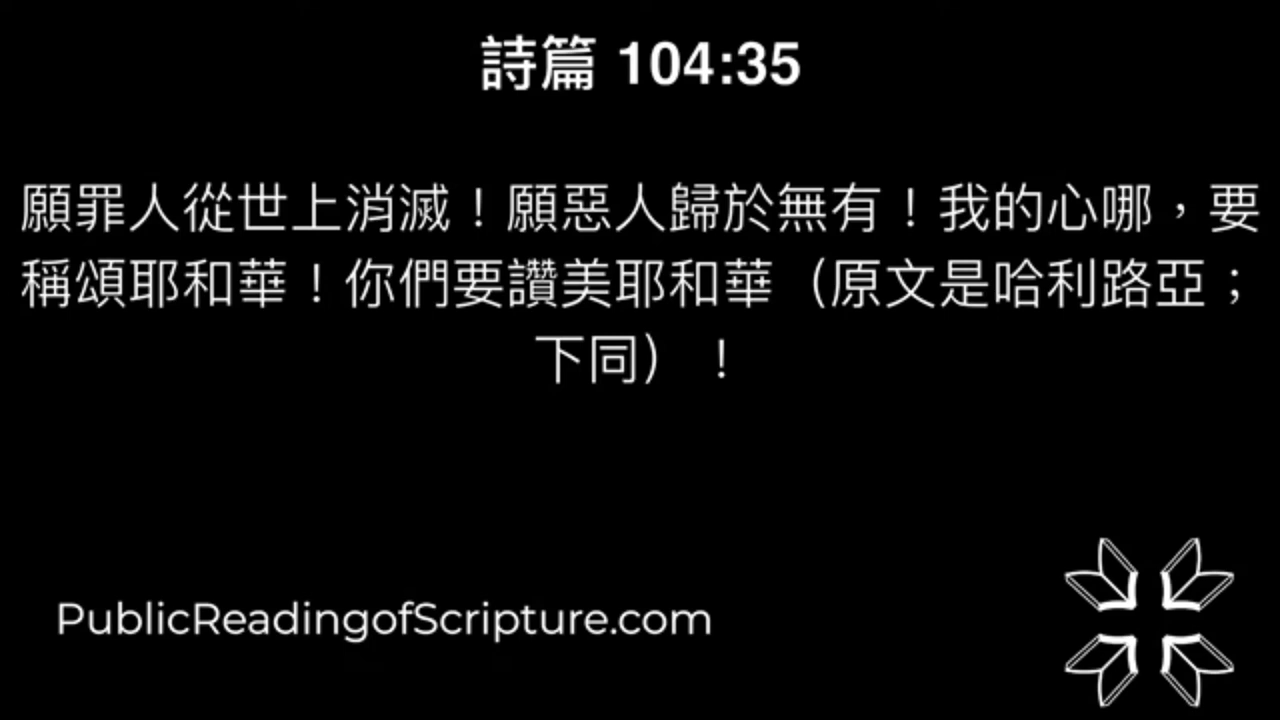 詩篇 104:35
願罪人從世上消滅！願惡人歸於無有！我的心哪，要
稱頌耶和華！你們要讚美耶和華（原文是哈利路亞；
下同） ！
PublicReadingofScripture.com